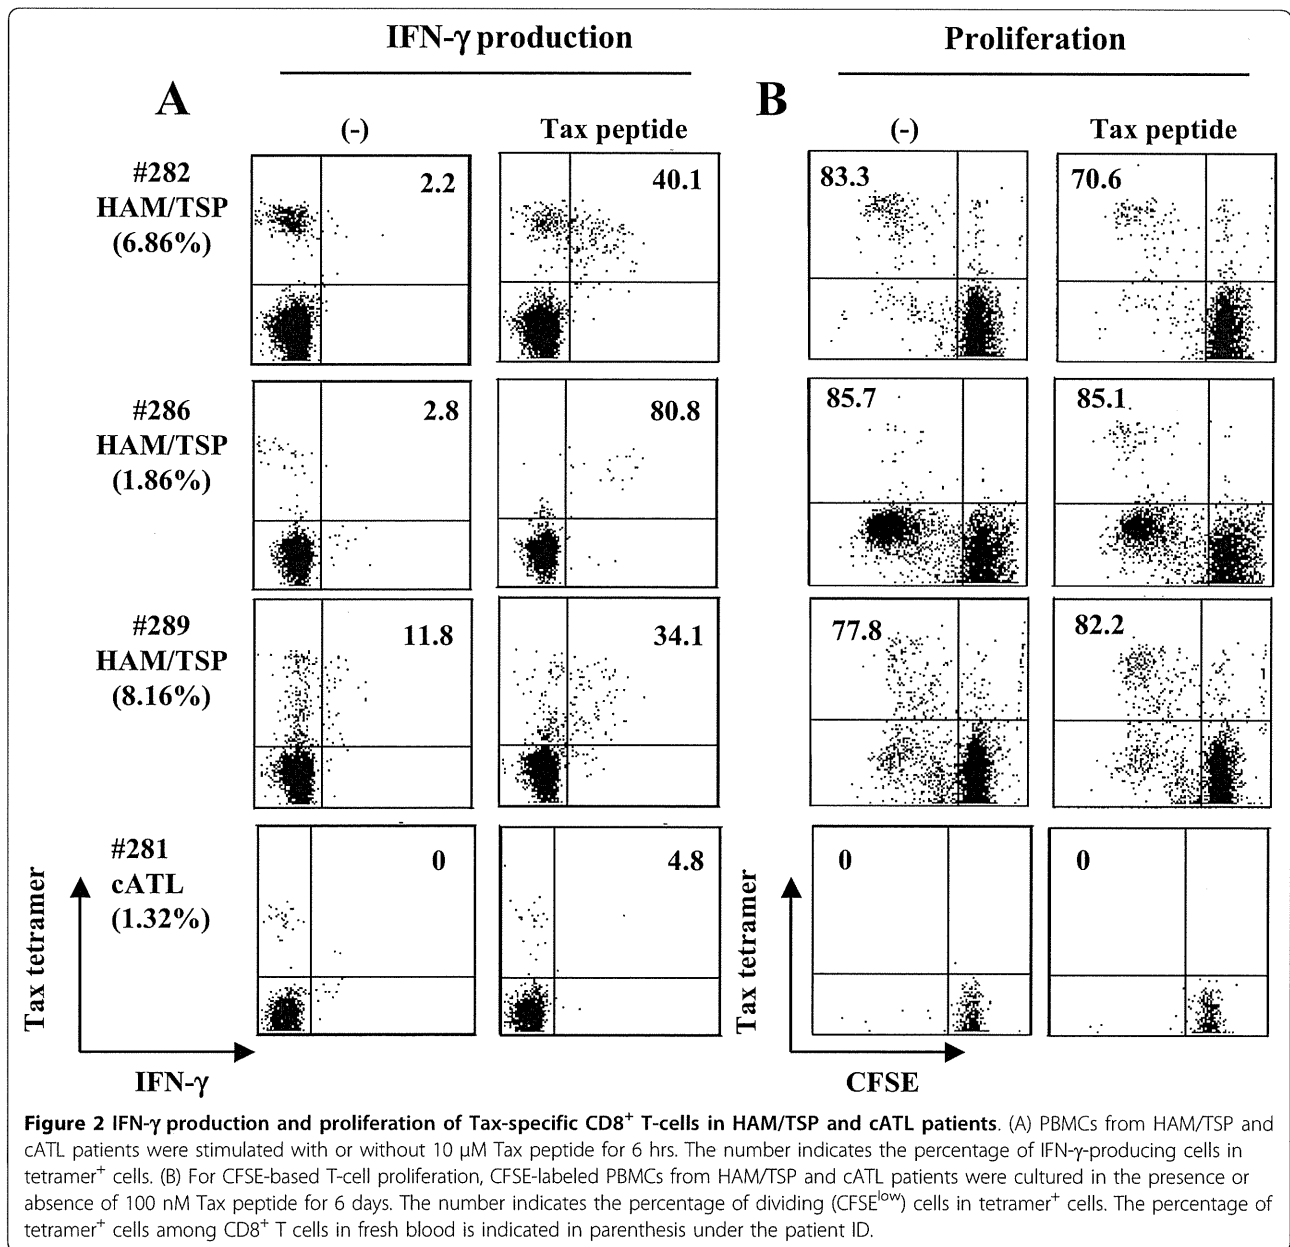 IFN-γ production
Proliferation
A
B
(-)
Tax peptide
(-)
Tax peptide
#282
HAM/TSP
(6.86%)
2.2
40.1
83.3
70.6
#286
HAM/TSP
(1.86%)
2.8
80.8
85.7
85.1
#289
HAM/TSP
(8.16%)
11.8
34.1
77.8
82.2
#281
cATL
(1.32%)
0
4.8
0
0
Tax tetramer
IFN-γ
Tax tetramer
CFSE
Figure 2 IFN-γ production and proliferation of Tax-specific CD8⁺ T-cells in HAM/TSP and cATL patients. (A) PBMCs from HAM/TSP and
cATL patients were stimulated with or without 10 μM Tax peptide for 6 hrs. The number indicates the percentage of IFN-γ-producing cells in
tetramer⁺ cells. (B) For CFSE-based T-cell proliferation, CFSE-labeled PBMCs from HAM/TSP and cATL patients were cultured in the presence or
absence of 100 nM Tax peptide for 6 days. The number indicates the percentage of dividing (CFSEˡᵒʷ) cells in tetramer⁺ cells. The percentage of
tetramer⁺ cells among CD8⁺ T cells in fresh blood is indicated in parenthesis under the patient ID.